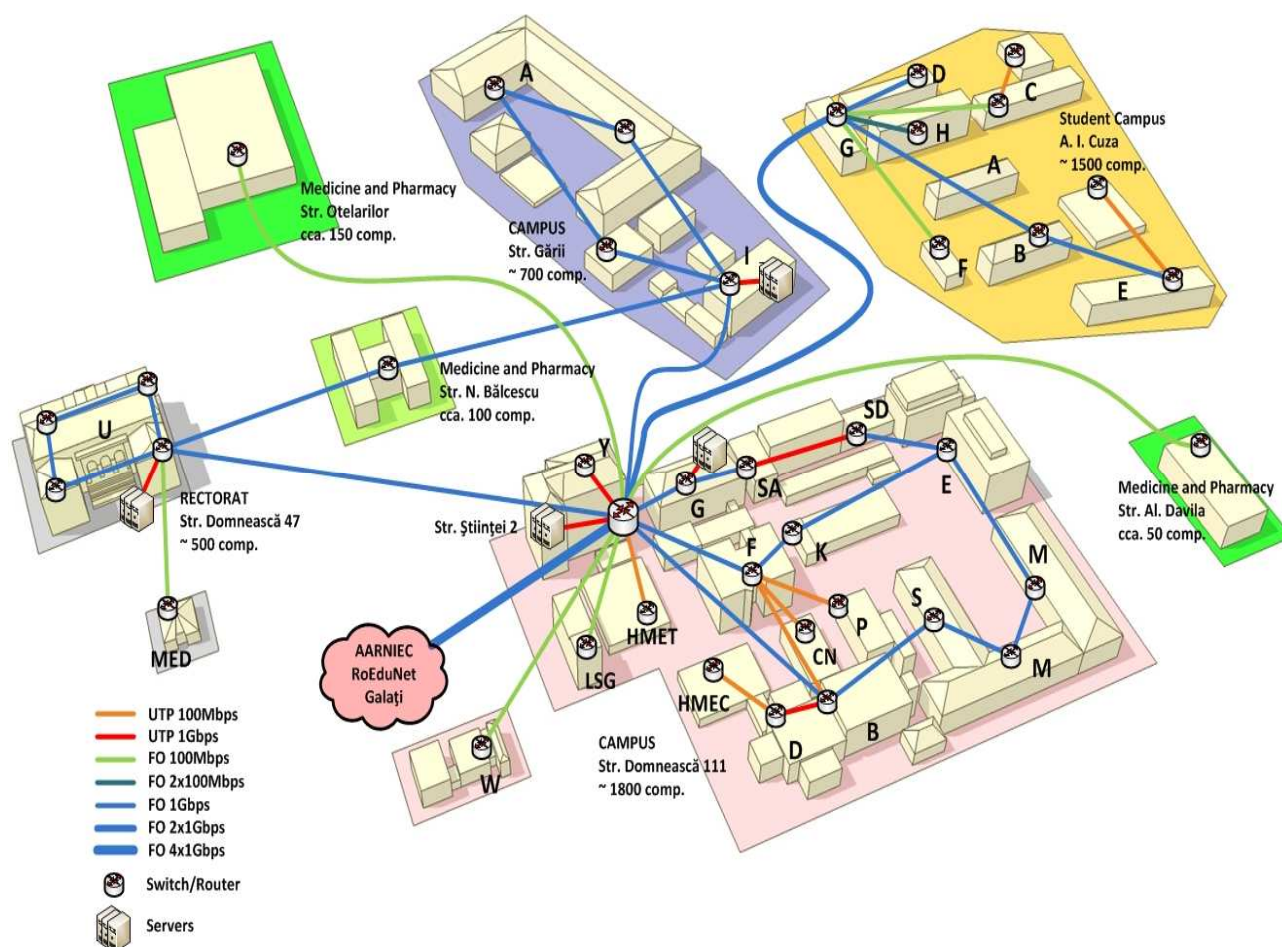 A
D
C
H
G
Student Campus
A. I. Cuza
~ 1500 comp.
A
Medicine and Pharmacy
Str. Otelarilor
cca. 150 comp.
CAMPUS
Str. Gării
~ 700 comp.
I
F
B
E
Medicine and Pharmacy
Str. N. Bălcescu
cca. 100 comp.
U
RECTORAT
Str. Domnească 47
~ 500 comp.
MED
Y
Str. Ştiinţei 2
G
SA
SD
E
Medicine and Pharmacy
Str. Al. Davila
cca. 50 comp.
K
F
M
S
P
CN
M
HMET
LSG
HMEC
D
B
AARNIEC
RoEduNet
Galaţi
W
CAMPUS
Str. Domnească 111
~ 1800 comp.
UTP 100Mbps
UTP 1Gbps
FO 100Mbps
FO 2x100Mbps
FO 1Gbps
FO 2x1Gbps
FO 4x1Gbps
Switch/Router
Servers